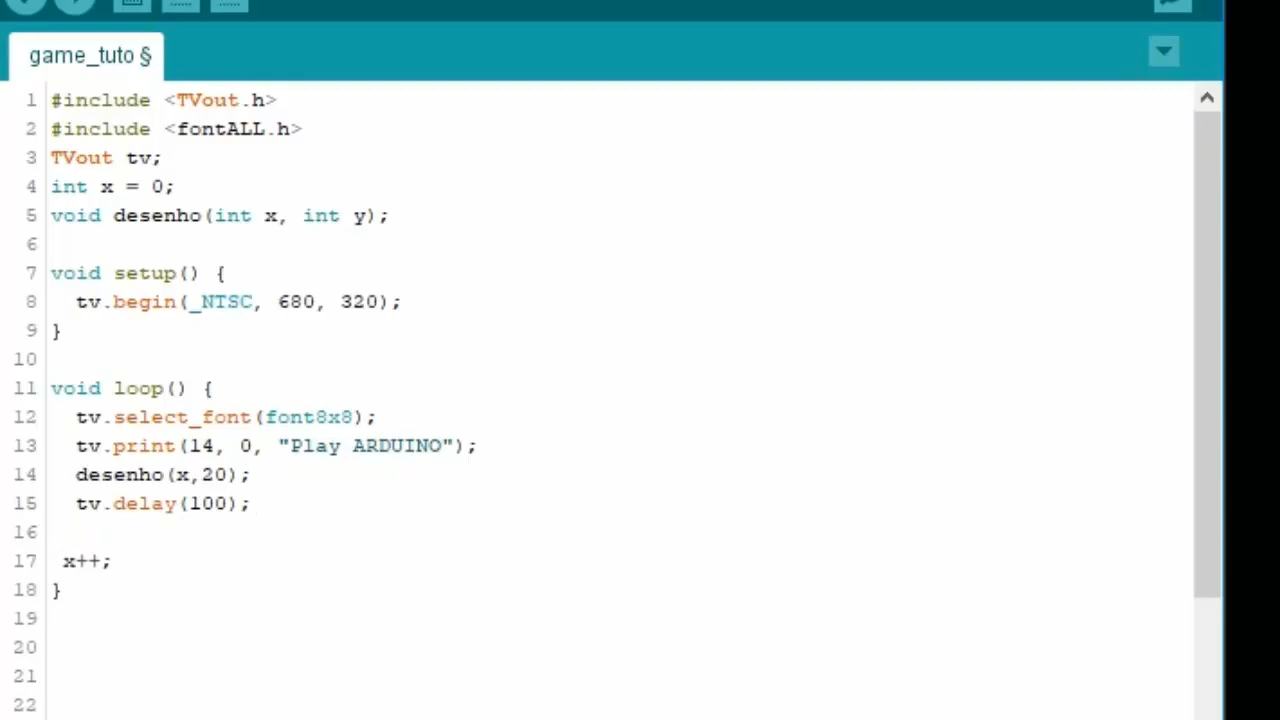 game_tuto §
1 #include <TVout.h>
2 #include <fontALL.h>
3 TVout tv;
4 int x = 0;
5 void desenho(int x, int y);
6
7 void setup() {
8   tv.begin(_NTSC, 680, 320);
9 }
10
11 void loop() {
12   tv.select_font(font8x8);
13   tv.print(14, 0, "Play ARDUINO");
14   desenho(x,20);
15   tv.delay(100);
16
17  x++;
18 }
19
20
21
22